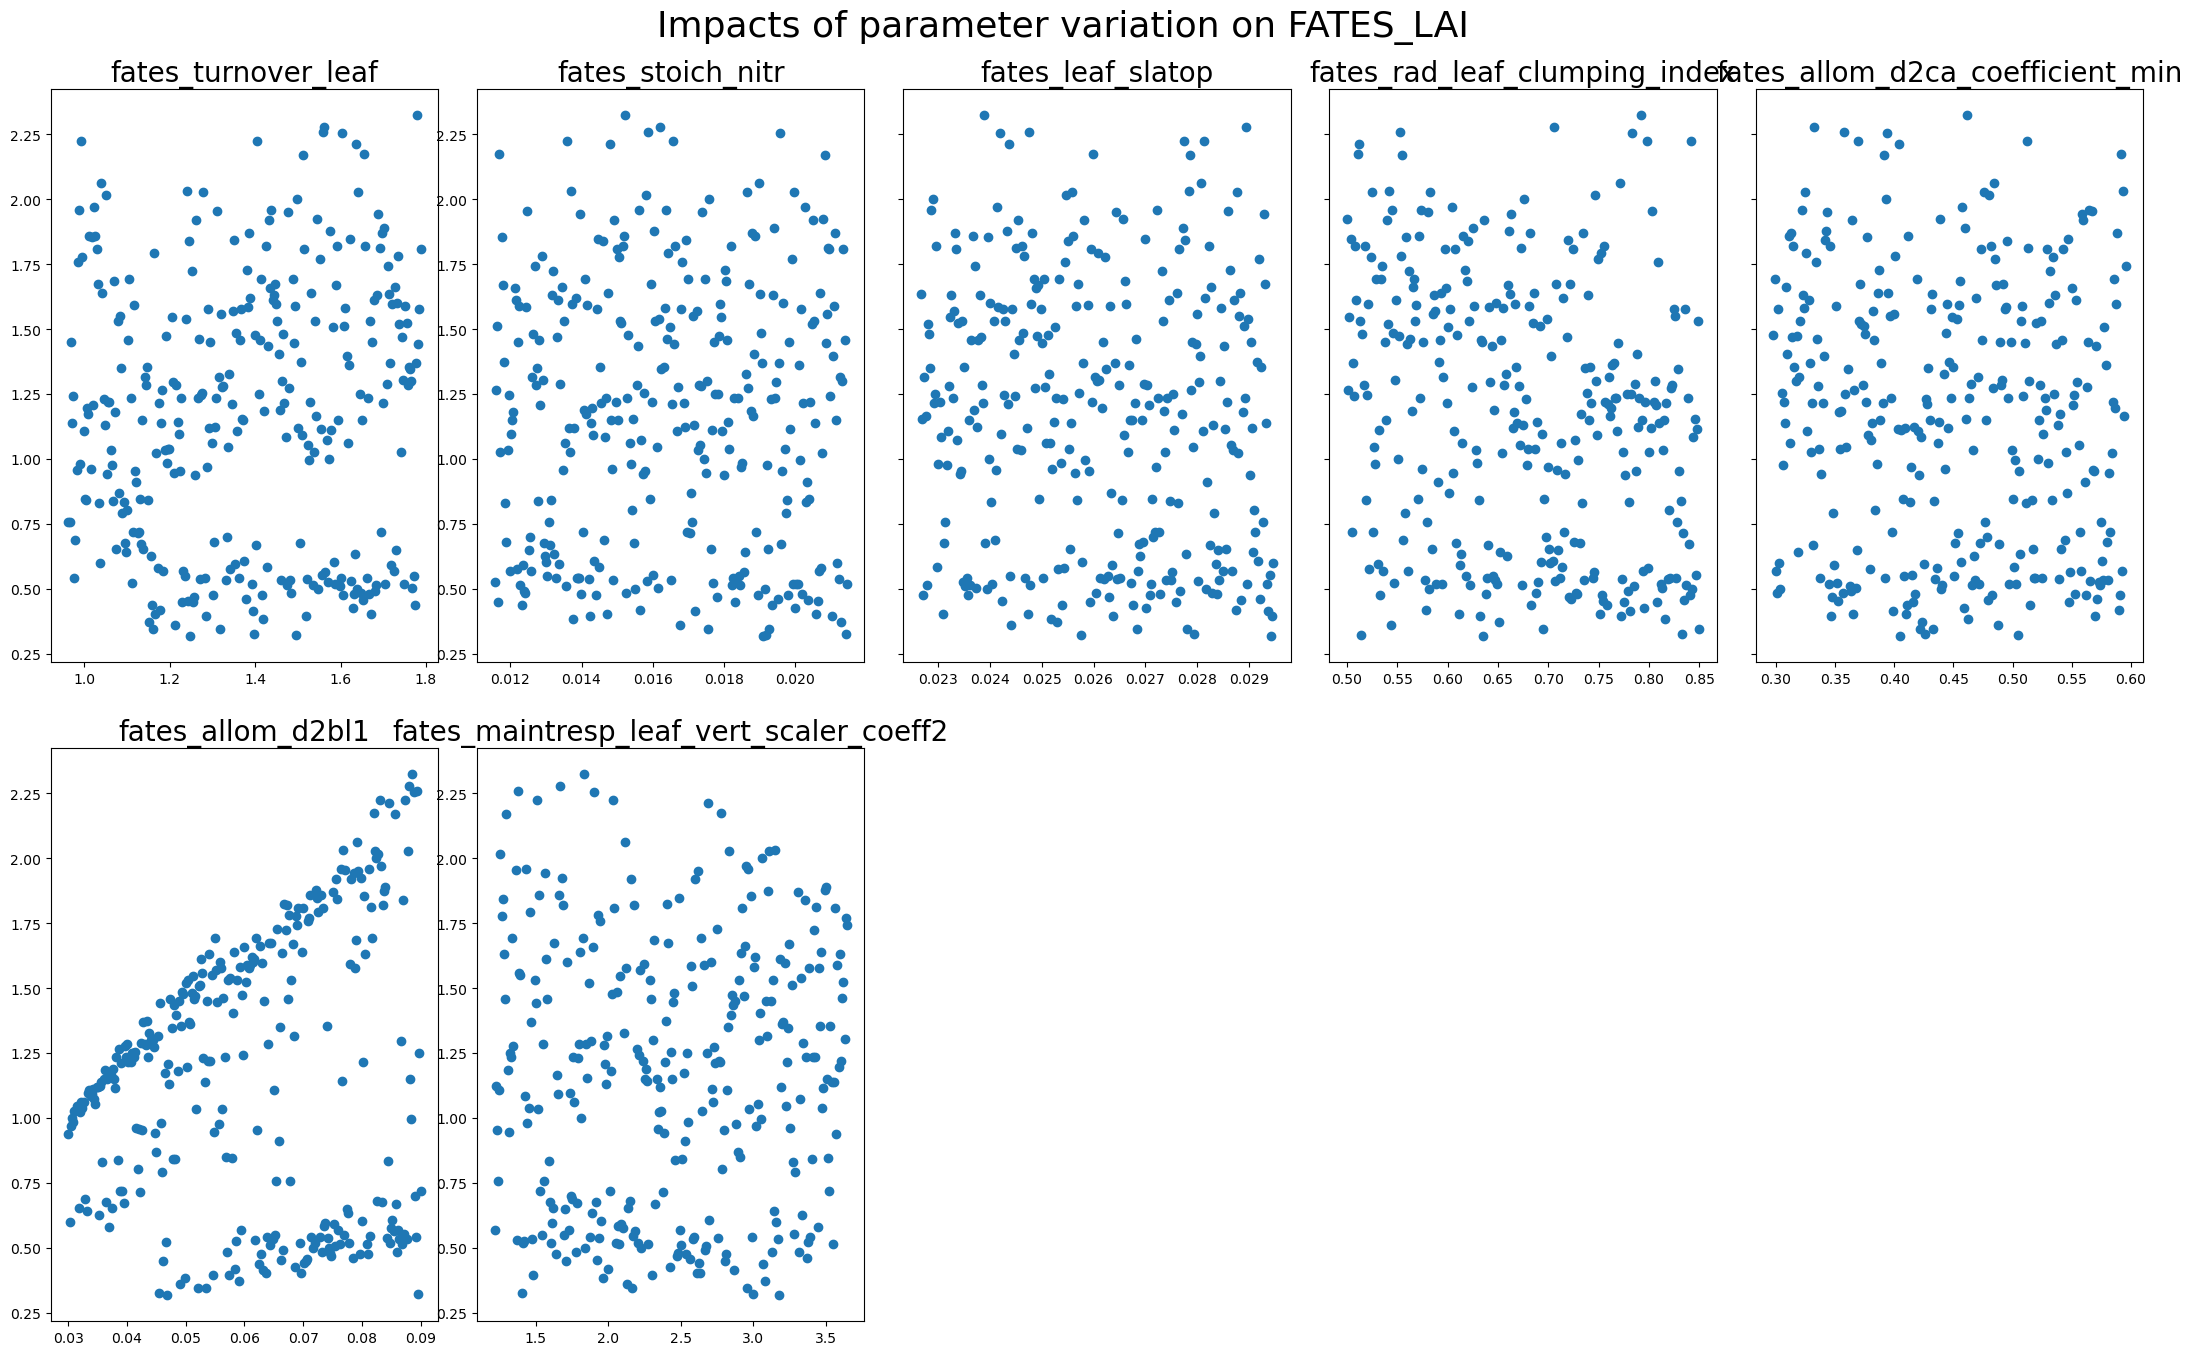 Impacts of parameter variation on FATES_LAI
fates_turnover_leaf
fates_stoich_nitr
fates_leaf_slatop
fates_rad_leaf_clumping_index
fates_allom_d2ca_coefficient_min
2.25
2.00
1.75
1.50
1.25
1.00
0.75
0.50
0.25
1.0 1.2 1.4 1.6 1.8
0.012 0.014 0.016 0.018 0.020
0.023 0.024 0.025 0.026 0.027 0.028 0.029
0.50 0.55 0.60 0.65 0.70 0.75 0.80 0.85
0.30 0.35 0.40 0.45 0.50 0.55 0.60
fates_allom_d2bl1
fates_maintresp_leaf_vert_scaler_coeff2
2.25
2.00
1.75
1.50
1.25
1.00
0.75
0.50
0.25
0.03 0.04 0.05 0.06 0.07 0.08 0.09
1.5 2.0 2.5 3.0 3.5